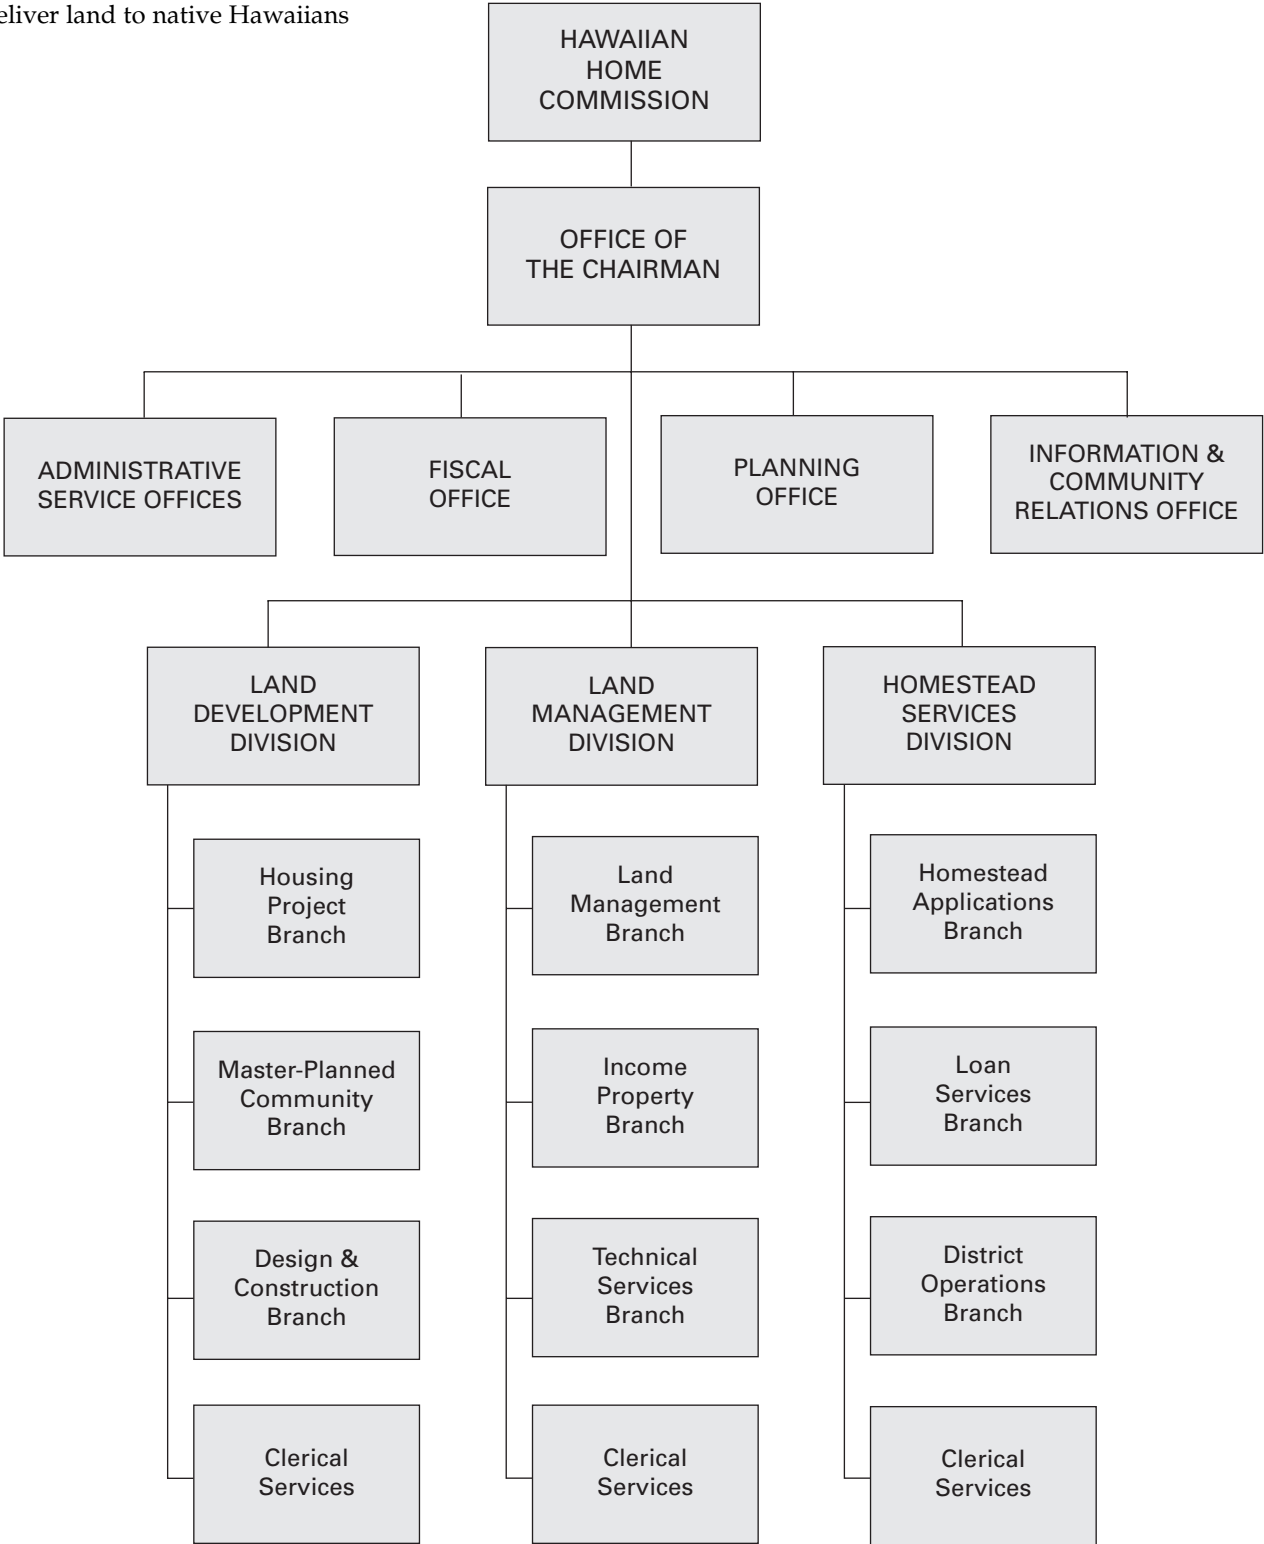 land to native Hawaiians
HAWAIIAN
HOME
COMMISSION
OFFICE OF
THE CHAIRMAN
ADMINISTRATIVE
SERVICE OFFICES
FISCAL
OFFICE
PLANNING
OFFICE
INFORMATION &
COMMUNITY
RELATIONS OFFICE
LAND
DEVELOPMENT
DIVISION
LAND
MANAGEMENT
DIVISION
HOMESTEAD
SERVICES
DIVISION
Housing
Project
Branch
Land
Management
Branch
Homestead
Applications
Branch
Master-Planned
Community
Branch
Income
Property
Branch
Loan
Services
Branch
Design &
Construction
Branch
Technical
Services
Branch
District
Operations
Branch
Clerical
Services
Clerical
Services
Clerical
Services